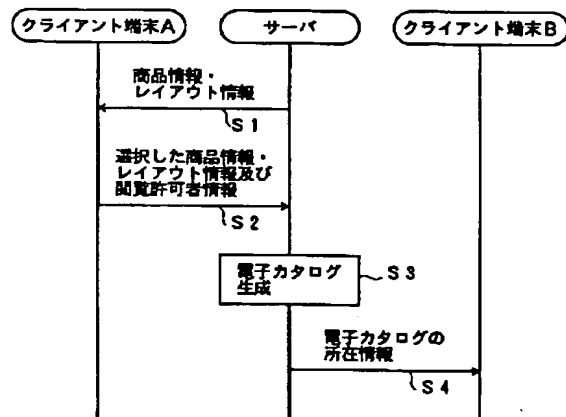 クライアント端末A
サーバ
クライアント端末B
商品情報・
レイアウト情報
S1
選択した商品情報・
レイアウト情報及び
閲覧許可者情報
S2
電子カタログ
生成
S3
電子カタログの
所在情報
S4